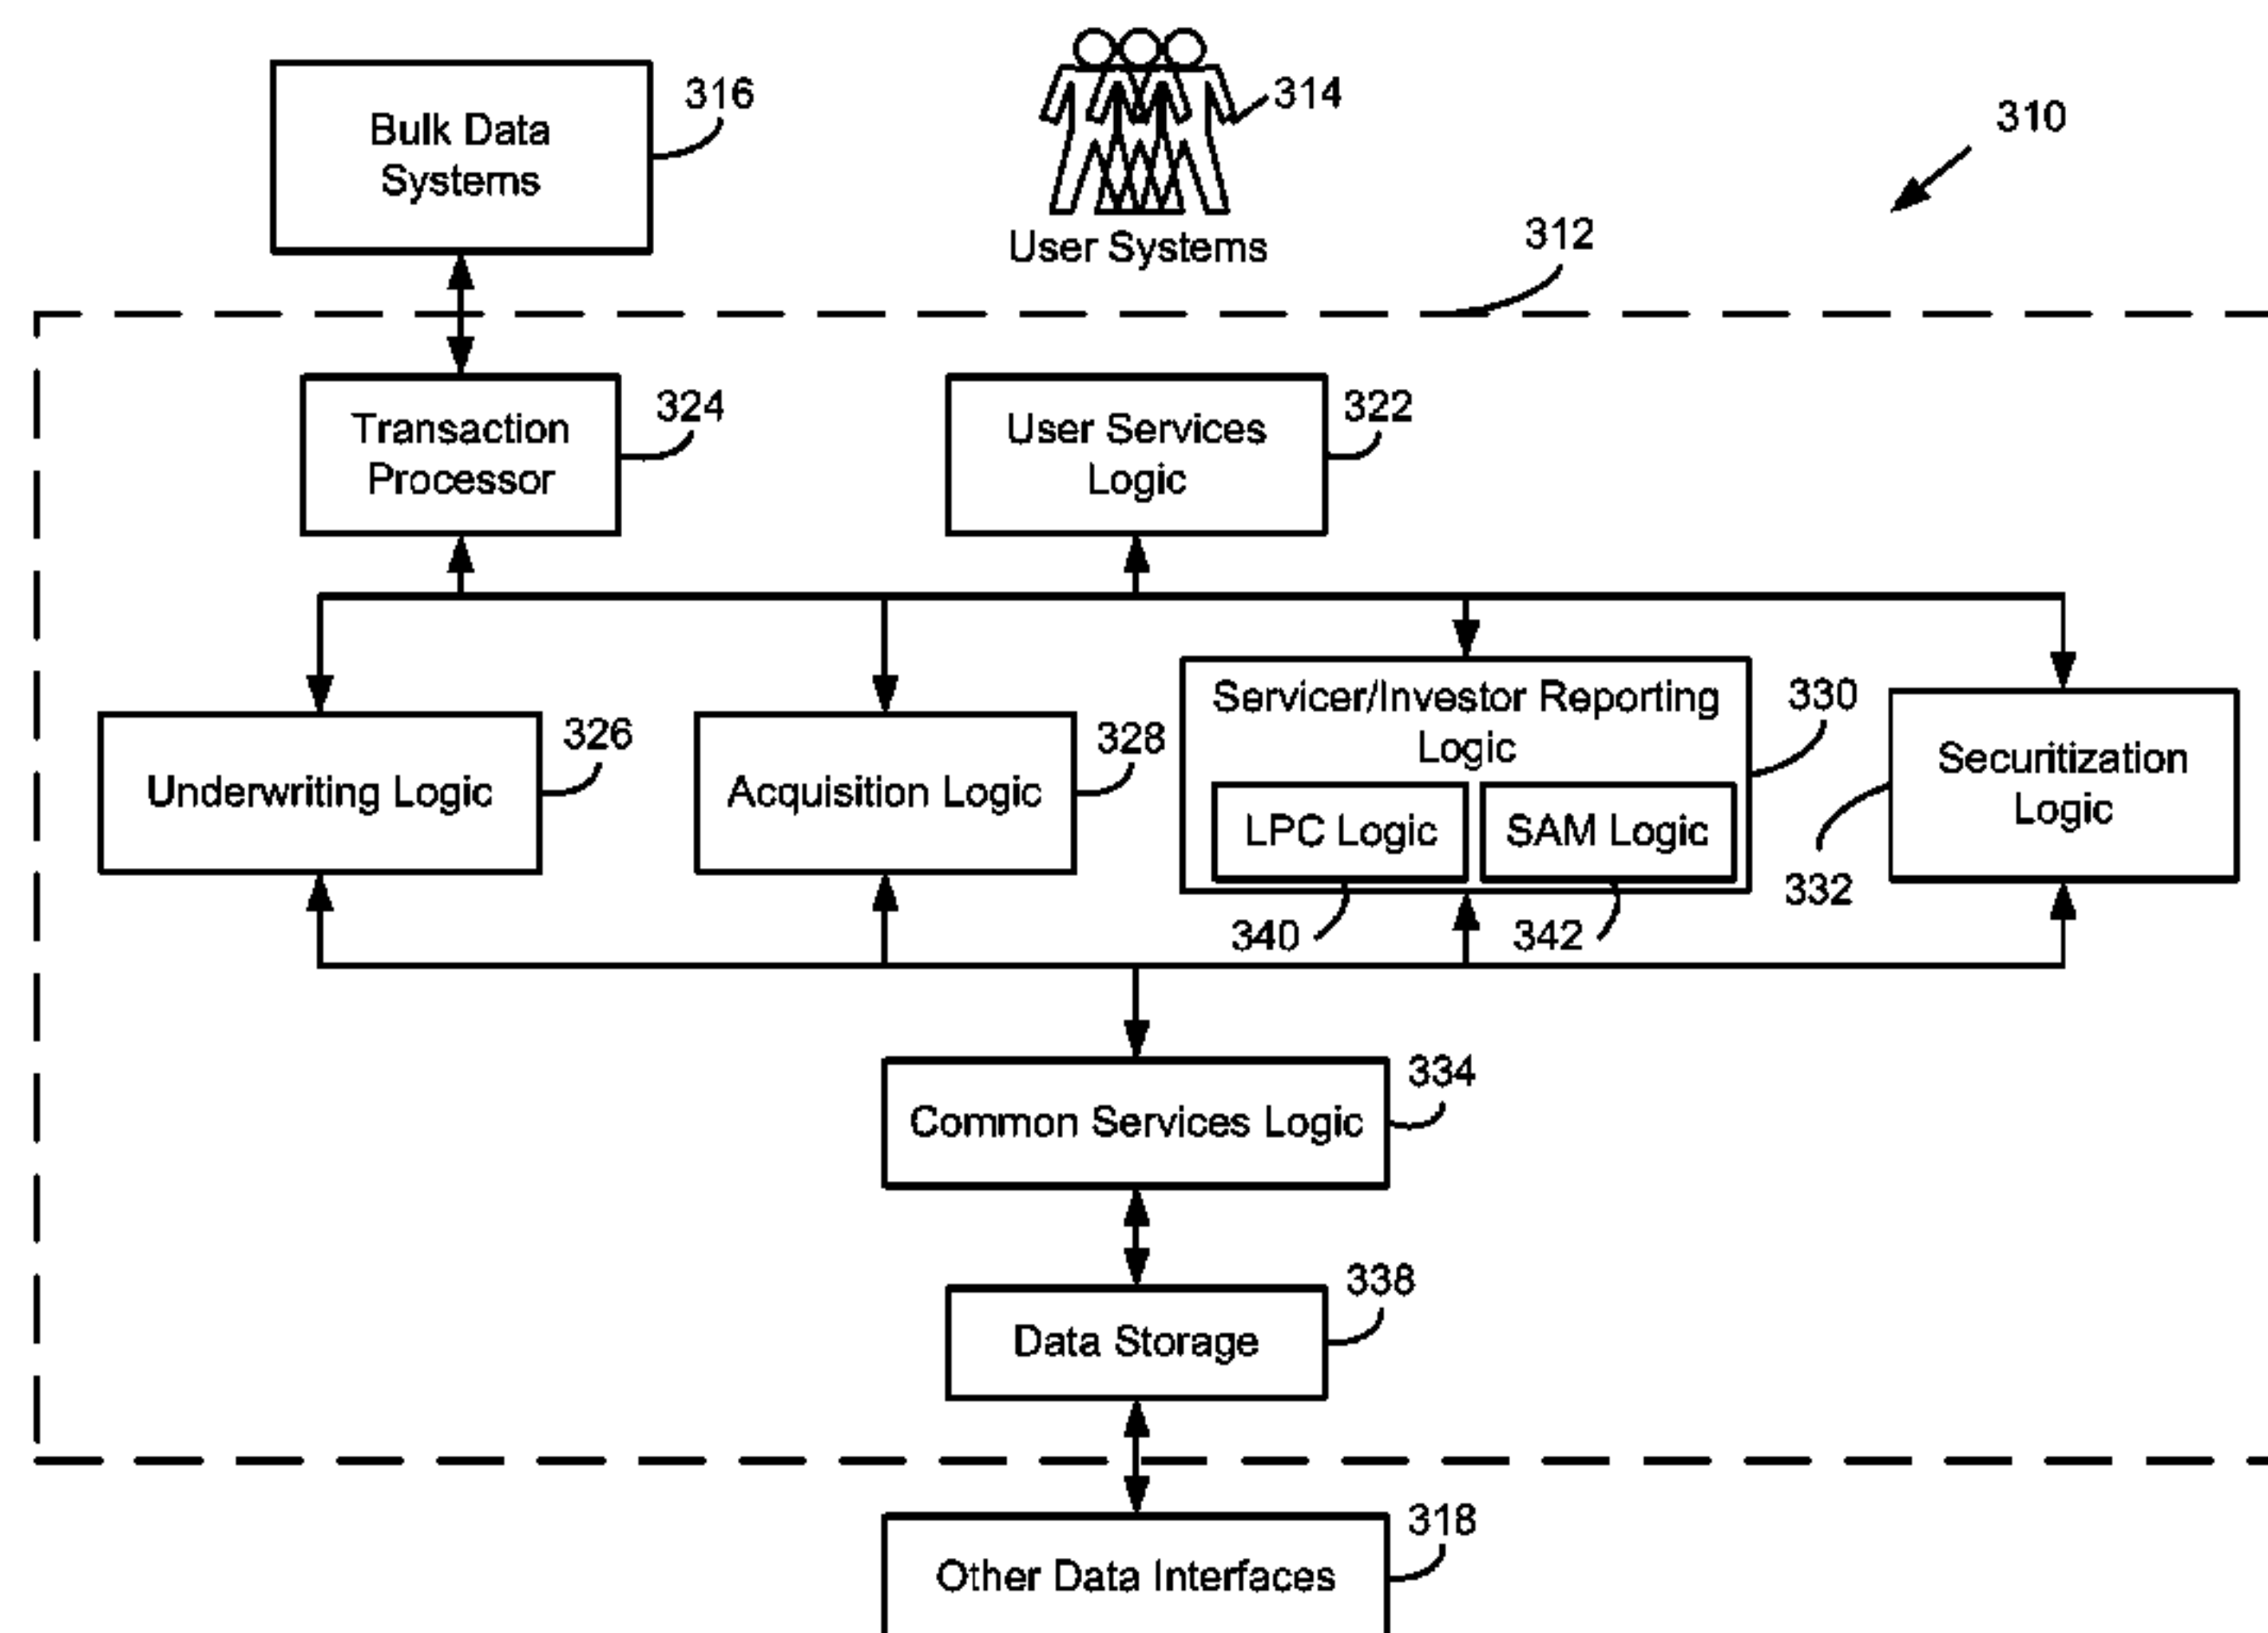 Bulk Data
Systems
316
314
User Systems
310
312
Transaction
Processor
324
User Services
Logic
322
Underwriting Logic
326
Acquisition Logic
328
Servicer/Investor Reporting
Logic
LPC Logic
SAM Logic
330
340
342
Securitization
Logic
332
Common Services Logic
334
Data Storage
338
Other Data Interfaces
318